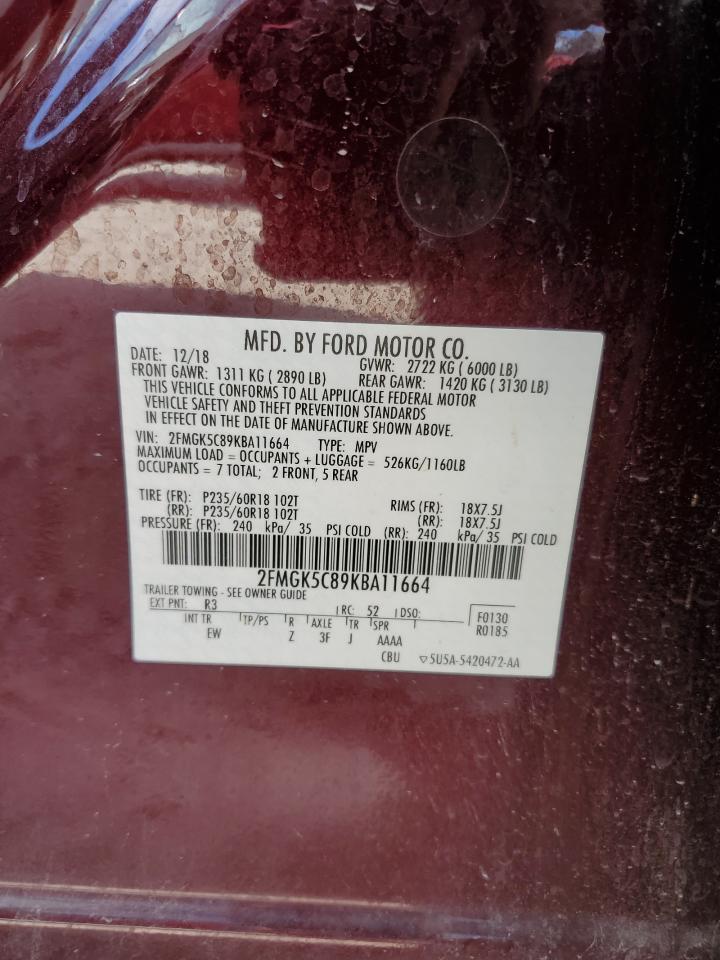 MFD. BY FORD MOTOR CO.
DATE: 12/18 GVWR: 2722 KG ( 6000 LB)
FRONT GAWR: 1311 KG ( 2890 LB) REAR GAWR: 1420 KG ( 3130 LB)
THIS VEHICLE CONFORMS TO ALL APPLICABLE FEDERAL MOTOR
VEHICLE SAFETY AND THEFT PREVENTION STANDARDS
IN EFFECT ON THE DATE OF MANUFACTURE SHOWN ABOVE.
VIN: 2FMGK5C89KBA11664 TYPE: MPV
MAXIMUM LOAD = OCCUPANTS + LUGGAGE = 526KG/1160LB
OCCUPANTS = 7 TOTAL; 2 FRONT, 5 REAR
TIRE (FR): P235/60R18 102T RIMS (FR): 18X7.5J
(RR): P235/60R18 102T (RR): 18X7.5J
PRESSURE (FR): 240 kPa/ 35 PSI COLD (RR): 240 kPa/ 35 PSI COLD
2FMGK5C89KBA11664
TRAILER TOWING - SEE OWNER GUIDE
EXT PNT: R3 RC: 52 DSO: F0130
INT TR TP/PS R AXLE TR SPR R0185
EW Z 3F J AAAA
CBU ▽5U5A-5420472-AA